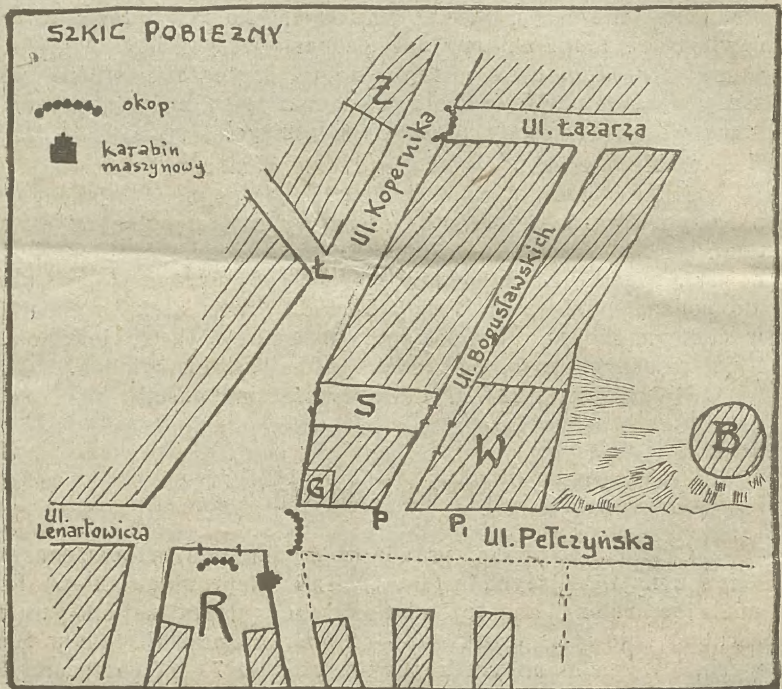 SZKIC POBIEZNY
okop
karabin
maszynowy
Z
Ul. Kopernika
Ul. Łazarza
Ł
Ul. Bogusławskich
S
W
B
G
P
P₁
Ul. Pełczyńska
Ul.
Lenartowicza
R